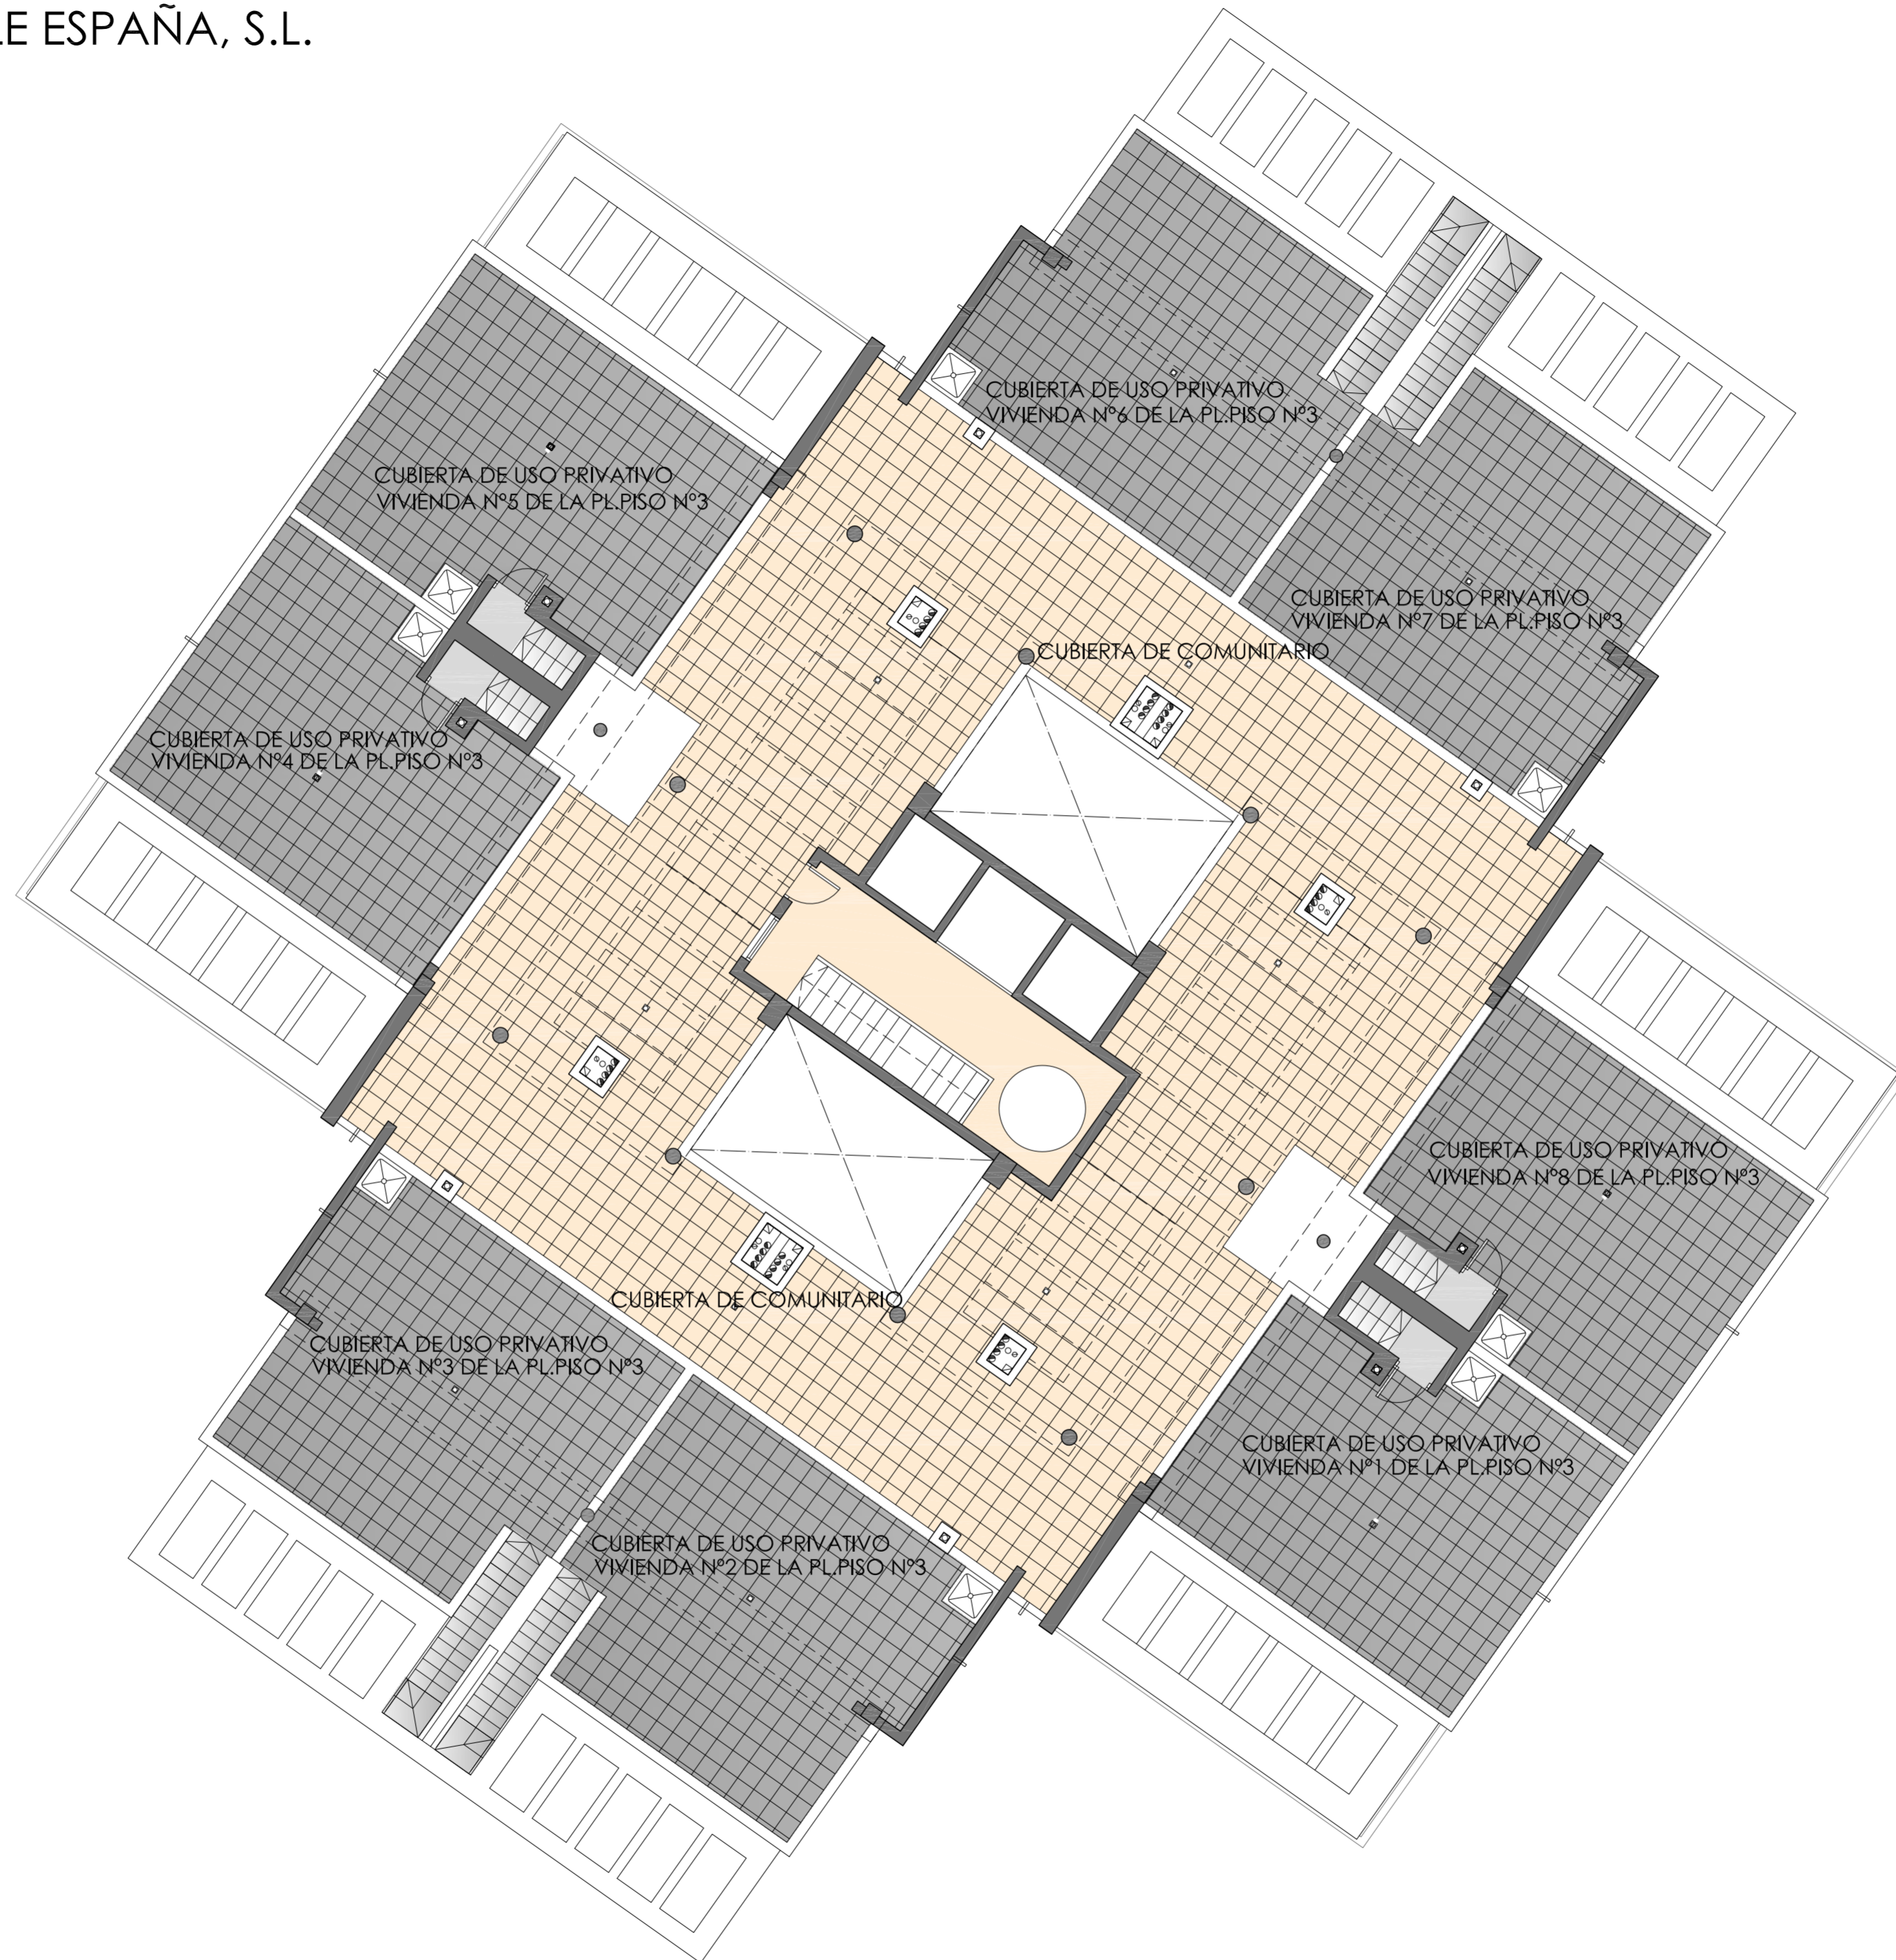 LE ESPAÑA, S.L.
CUBIERTA DE USO PRIVATIVO
VIVIENDA Nº6 DE LA PL.PISO Nº3
CUBIERTA DE USO PRIVATIVO
VIVIENDA Nº5 DE LA PL.PISO Nº3
CUBIERTA DE USO PRIVATIVO
VIVIENDA Nº7 DE LA PL.PISO Nº3
CUBIERTA DE COMUNITARIO
CUBIERTA DE USO PRIVATIVO
VIVIENDA Nº4 DE LA PL.PISO Nº3
CUBIERTA DE USO PRIVATIVO
VIVIENDA Nº8 DE LA PL.PISO Nº3
CUBIERTA DE COMUNITARIO
CUBIERTA DE USO PRIVATIVO
VIVIENDA Nº3 DE LA PL.PISO Nº3
CUBIERTA DE USO PRIVATIVO
VIVIENDA Nº1 DE LA PL.PISO Nº3
CUBIERTA DE USO PRIVATIVO
VIVIENDA Nº2 DE LA PL.PISO Nº3